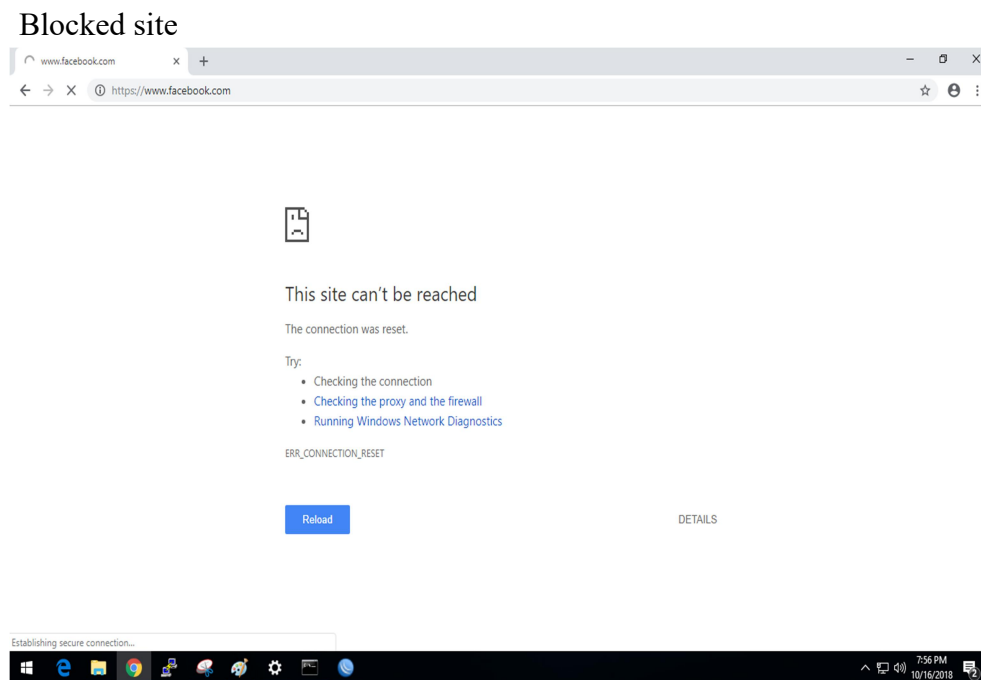 Blocked site
www.facebook.com
https://www.facebook.com
This site can't be reached
The connection was reset.
Try:
• Checking the connection
• Checking the proxy and the firewall
• Running Windows Network Diagnostics
ERR_CONNECTION_RESET
Reload DETAILS
Establishing secure connection...
7:56 PM
10/16/2018
2